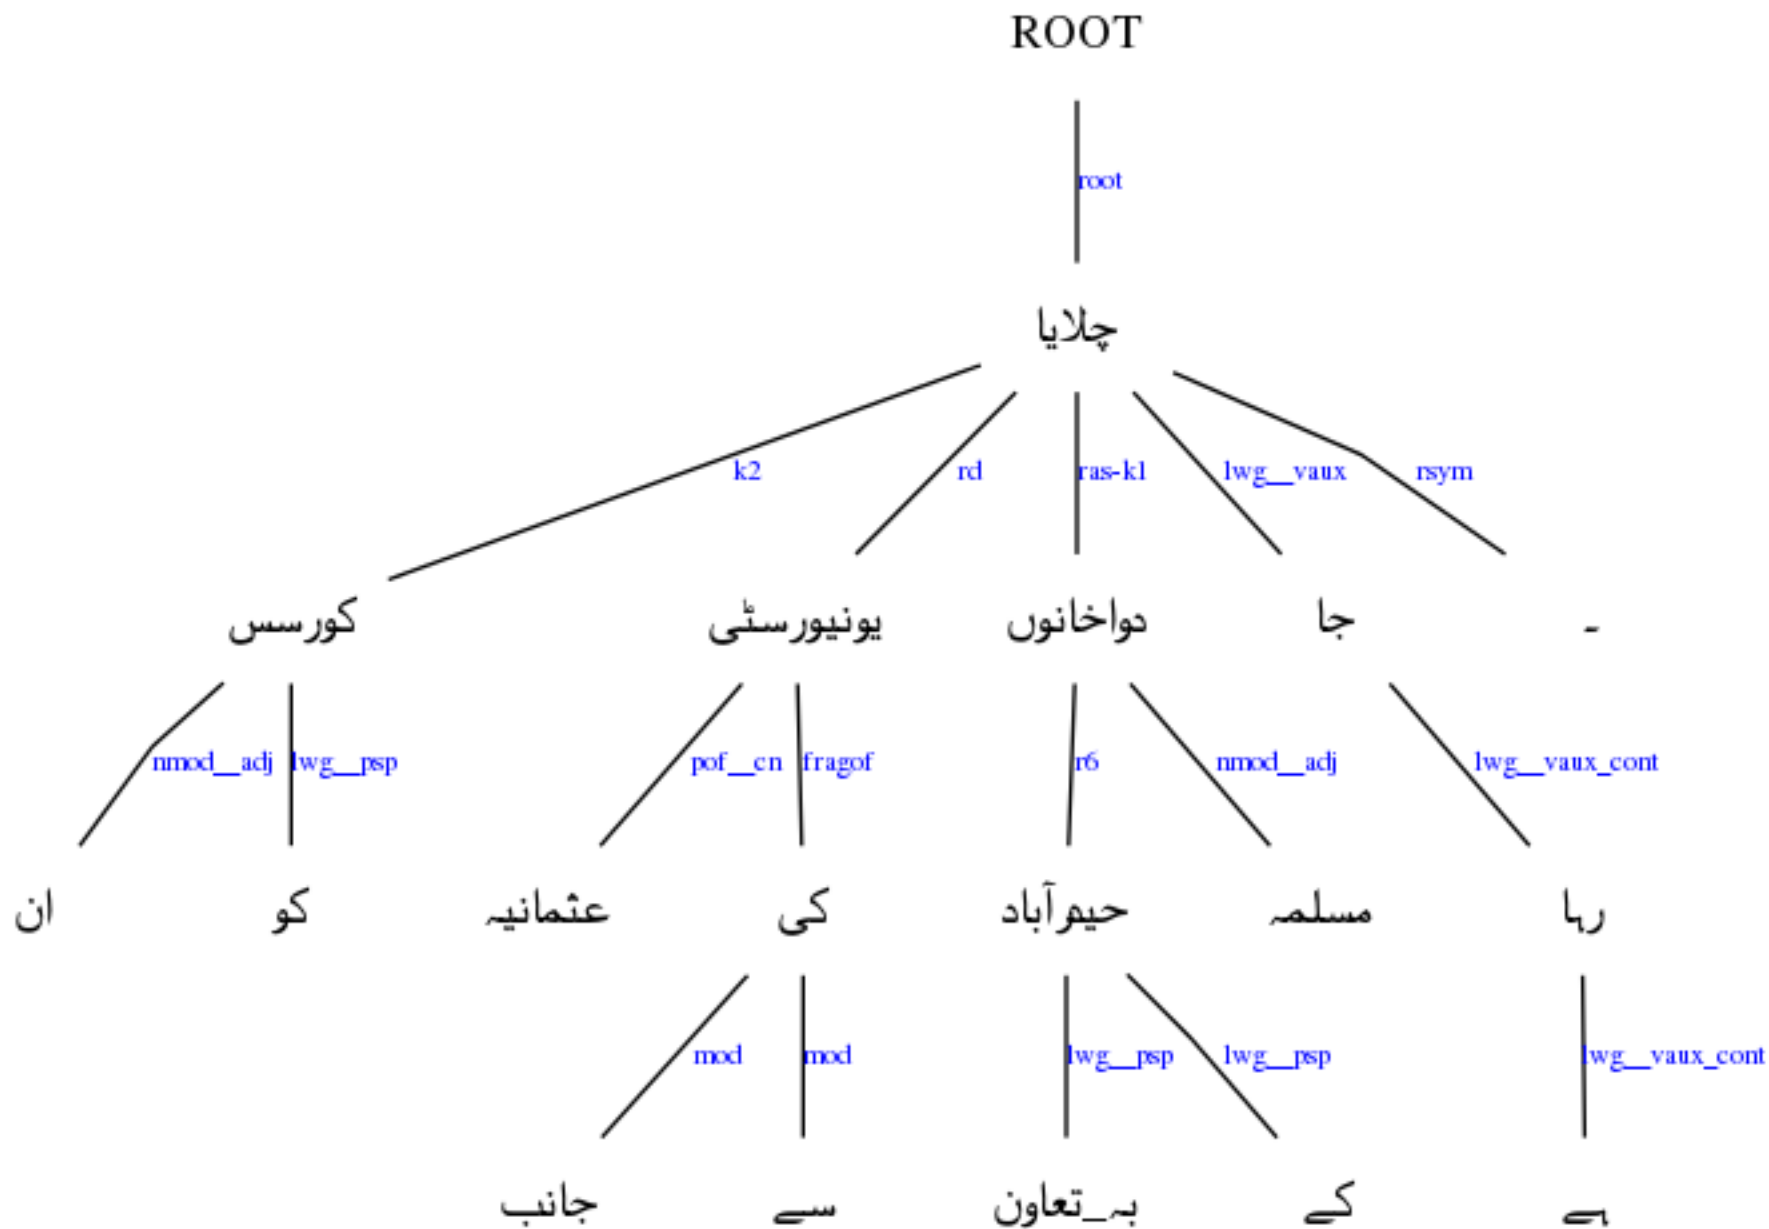 ROOT
root
چلایا
k2 rd ras-k1 lwg__vaux rsym
کورسس یونیورسٹی دواخانوں جا ۔
nmod__adj lwg__psp pof__cn fragof r6 nmod__adj lwg__vaux_cont
ان کو عثمانیہ کی حیدرآباد مسلمہ رہا
mod mod lwg__psp lwg__psp lwg__vaux_cont
جانب سے بہ_تعاون کے ہے